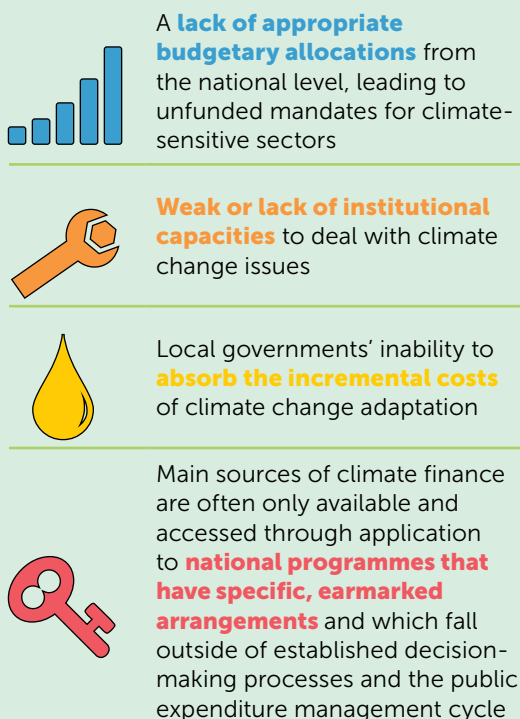 A lack of appropriate
budgetary allocations from
the national level, leading to
unfunded mandates for climate-
sensitive sectors
Weak or lack of institutional
capacities to deal with climate
change issues
Local governments’ inability to
absorb the incremental costs
of climate change adaptation
Main sources of climate finance
are often only available and
accessed through application
to national programmes that
have specific, earmarked
arrangements and which fall
outside of established decision-
making processes and the public
expenditure management cycle